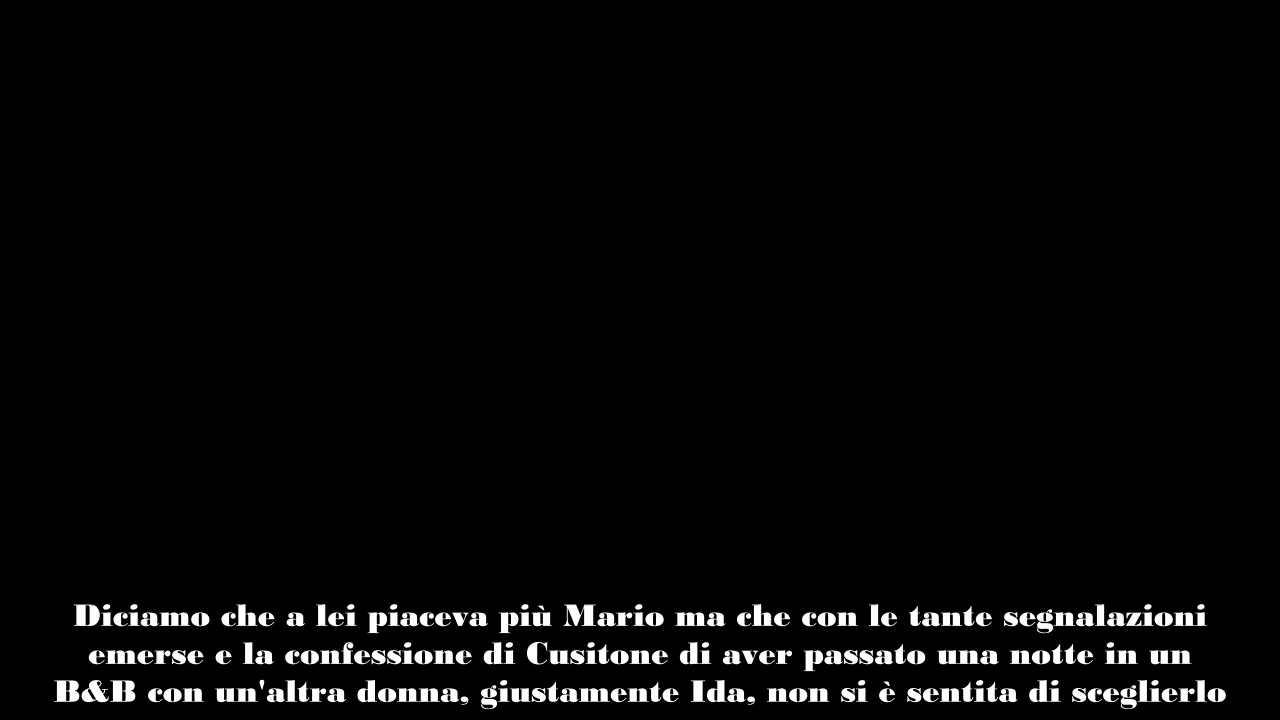 Diciamo che a lei piaceva più Mario ma che con le tante segnalazioni
emerse e la confessione di Cusitone di aver passato una notte in un
B&B con un'altra donna, giustamente Ida, non si è sentita di sceglierlo